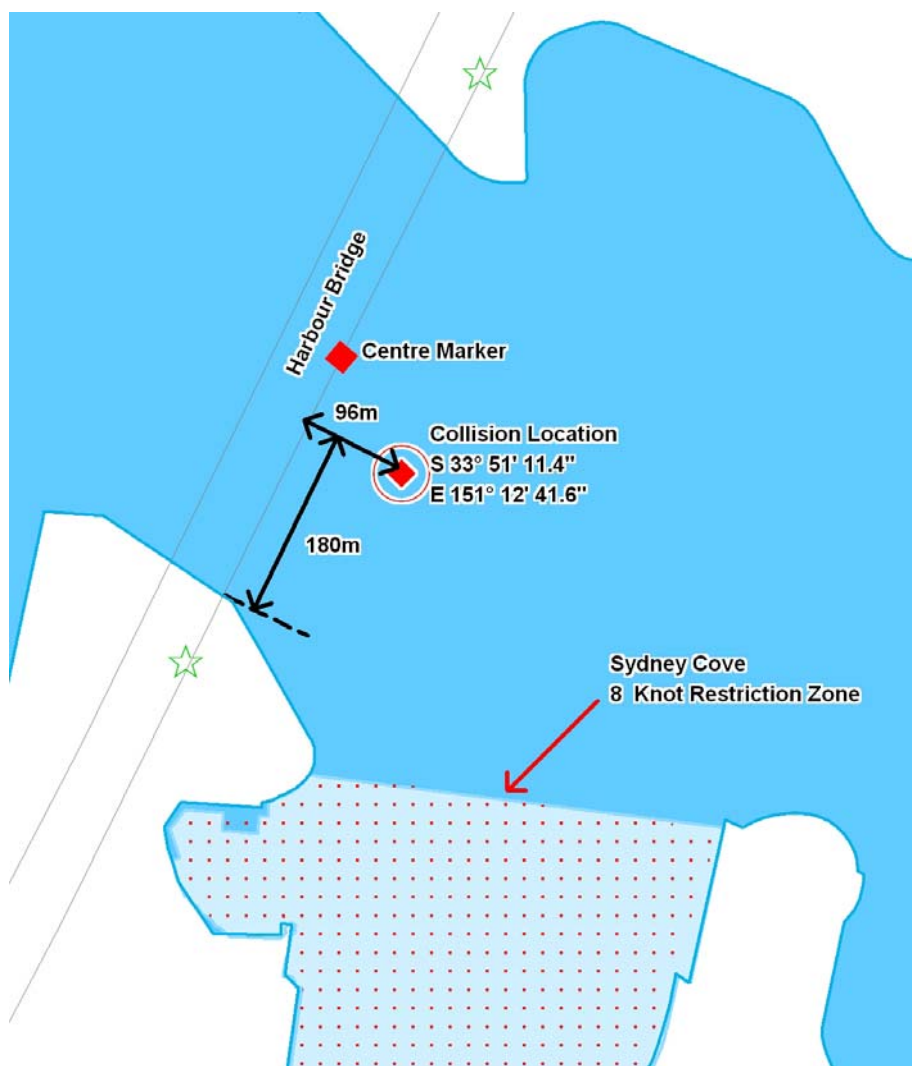 Harbour Bridge
Centre Marker
96m
Collision Location
S 33° 51' 11.4"
E 151° 12' 41.6"
180m
Sydney Cove
8 Knot Restriction Zone